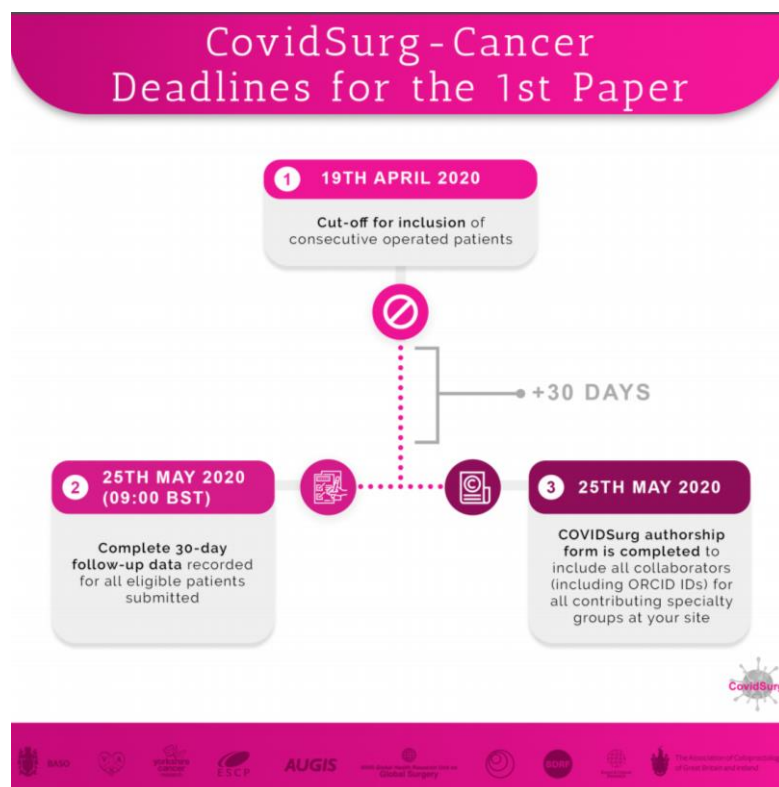 CovidSurg - Cancer
Deadlines for the 1st Paper
1 19TH APRIL 2020
Cut-off for inclusion of
consecutive operated patients
+30 DAYS
2 25TH MAY 2020
(09:00 BST)
Complete 30-day
follow-up data recorded
for all eligible patients
submitted
3 25TH MAY 2020
COVIDSurg authorship
form is completed to
include all collaborators
(including ORCID IDs) for
all contributing specialty
groups at your site
CovidSurg
BASO
yorkshire
cancer
research
ESCP
AUGIS
Global Surgery
BDRF
The Association of Coloproctology
of Great Britain and Ireland